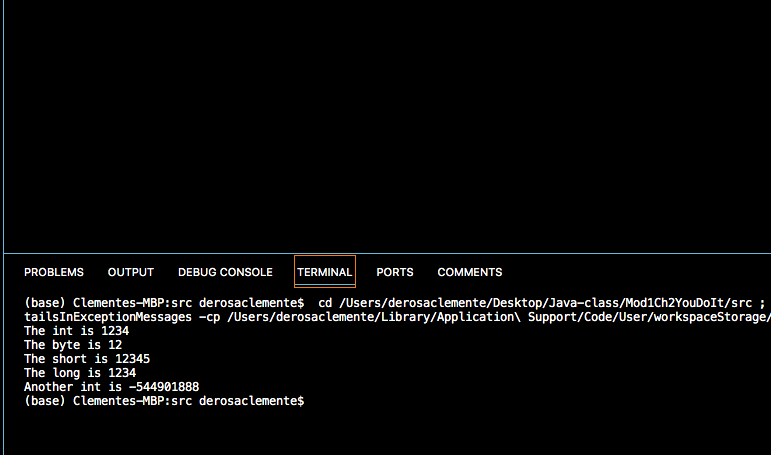 PROBLEMS OUTPUT DEBUG CONSOLE TERMINAL PORTS COMMENTS
(base) Clementes-MBP:src derosaclemente$  cd /Users/derosaclemente/Desktop/Java-class/Mod1Ch2YouDoIt/src ;
tailsInExceptionMessages -cp /Users/derosaclemente/Library/Application\ Support/Code/User/workspaceStorage/
The int is 1234
The byte is 12
The short is 12345
The long is 1234
Another int is -544901888
(base) Clementes-MBP:src derosaclemente$